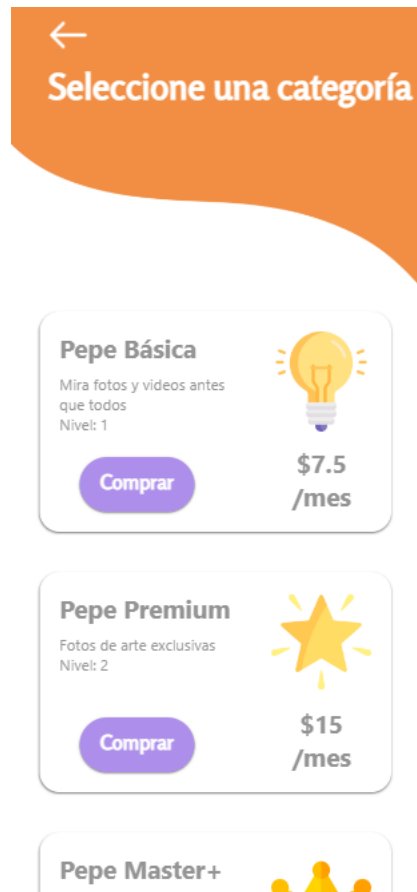 Seleccione una categoría
Pepe Básica
Mira fotos y videos antes
que todos
Nivel: 1
Comprar
$7.5
/mes
Pepe Premium
Fotos de arte exclusivas
Nivel: 2
Comprar
$15
/mes
Pepe Master+